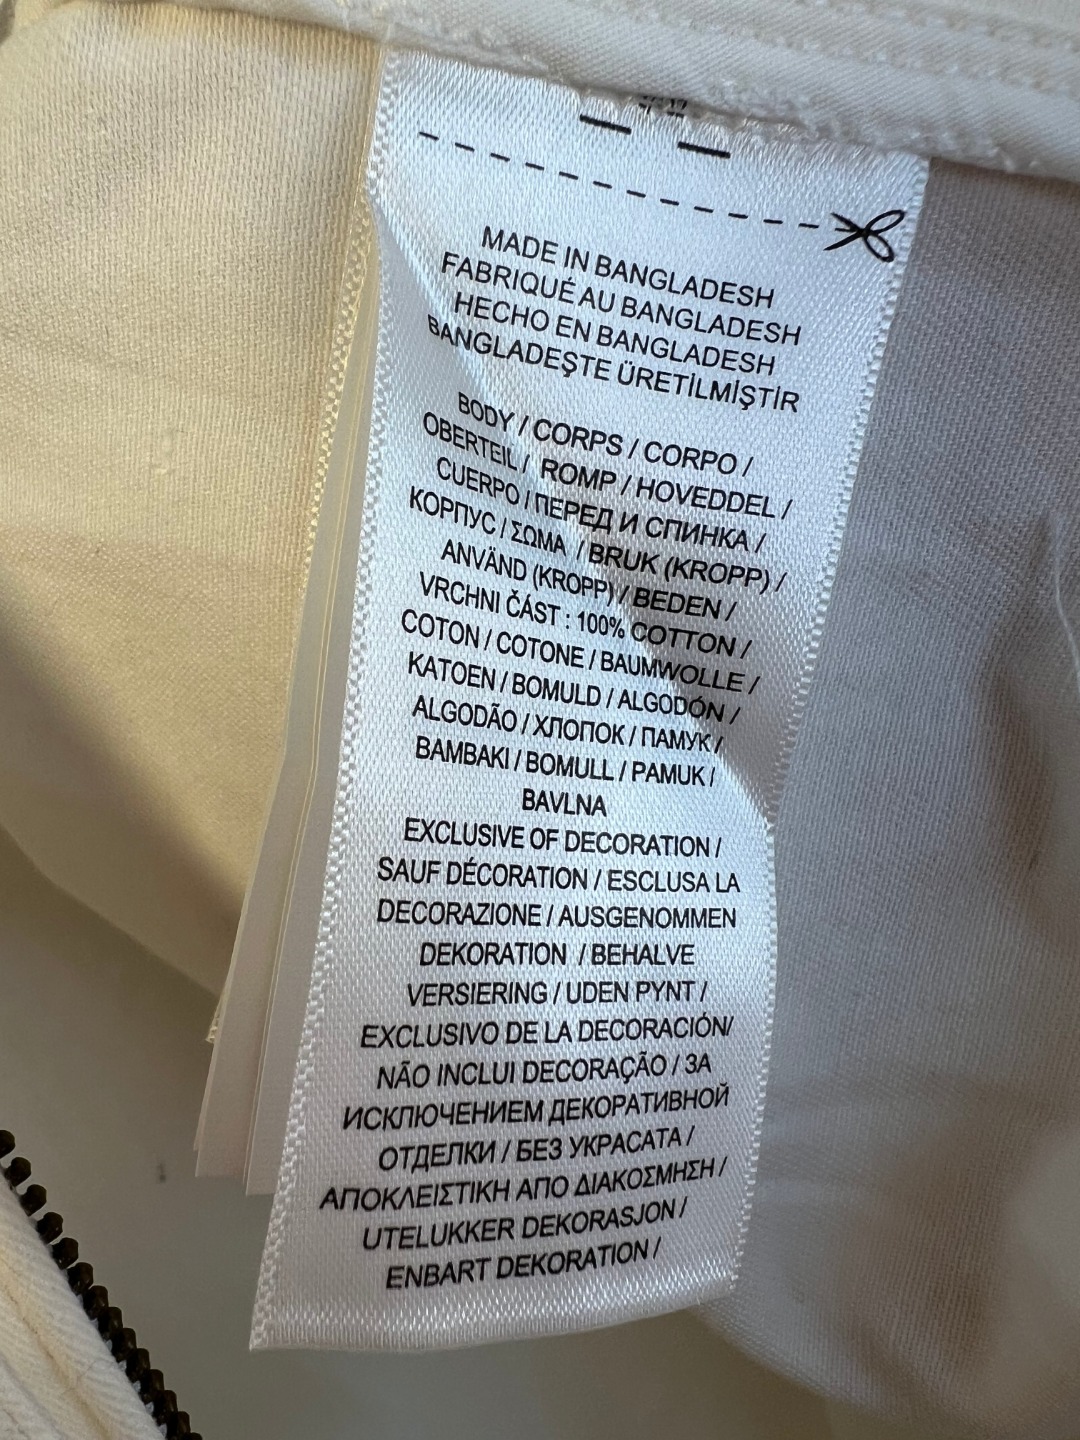 MADE IN BANGLADESH
FABRIQUÉ AU BANGLADESH
HECHO EN BANGLADESH
BANGLADEŞTE ÜRETİLMİŞTİR
BODY / CORPS / CORPO /
OBERTEIL / ROMP / HOVEDDEL /
CUERPO / ПЕРЕД И СПИНКА /
КОРПУС / ΣΩΜΑ / BRUK (KROPP) /
ANVÄND (KROPP) / BEDEN /
VRCHNI ČÁST : 100% COTTON /
COTON / COTONE / BAUMWOLLE /
KATOEN / BOMULD / ALGODÓN /
ALGODÃO / ХЛОПОК / ПАМУК /
BAMBAKI / BOMULL / PAMUK /
BAVLNA
EXCLUSIVE OF DECORATION /
SAUF DÉCORATION / ESCLUSA LA
DECORAZIONE / AUSGENOMMEN
DEKORATION / BEHALVE
VERSIERING / UDEN PYNT /
EXCLUSIVO DE LA DECORACIÓN/
NÃO INCLUI DECORAÇÃO / ЗА
ИСКЛЮЧЕНИЕМ ДЕКОРАТИВНОЙ
ОТДЕЛКИ / БЕЗ УКРАСАТА /
ΑΠΟΚΛΕΙΣΤΙΚΗ ΑΠΟ ΔΙΑΚΟΣΜΗΣΗ /
UTELUKKER DEKORASJON /
ENBART DEKORATION /